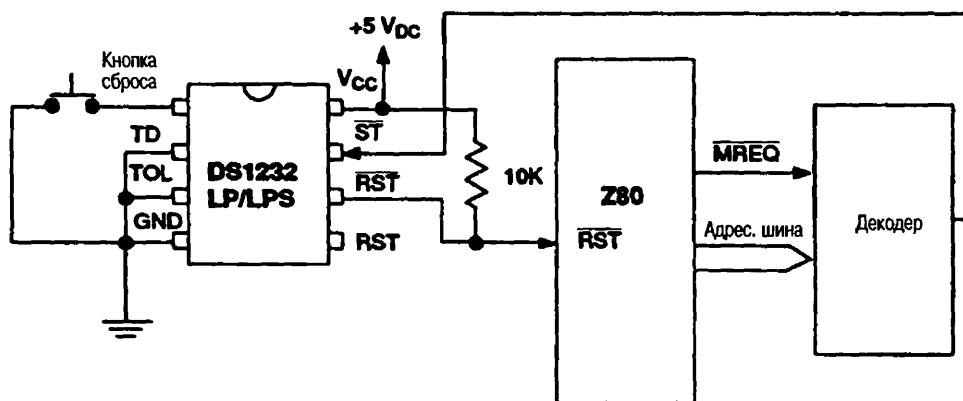 +5 VDC
Кнопка
сброса
VCC
TD
ST
TOL
DS1232
LP/LPS
RST
10K
GND
RST
RST
Z80
MREQ
Адрес. шина
Декодер